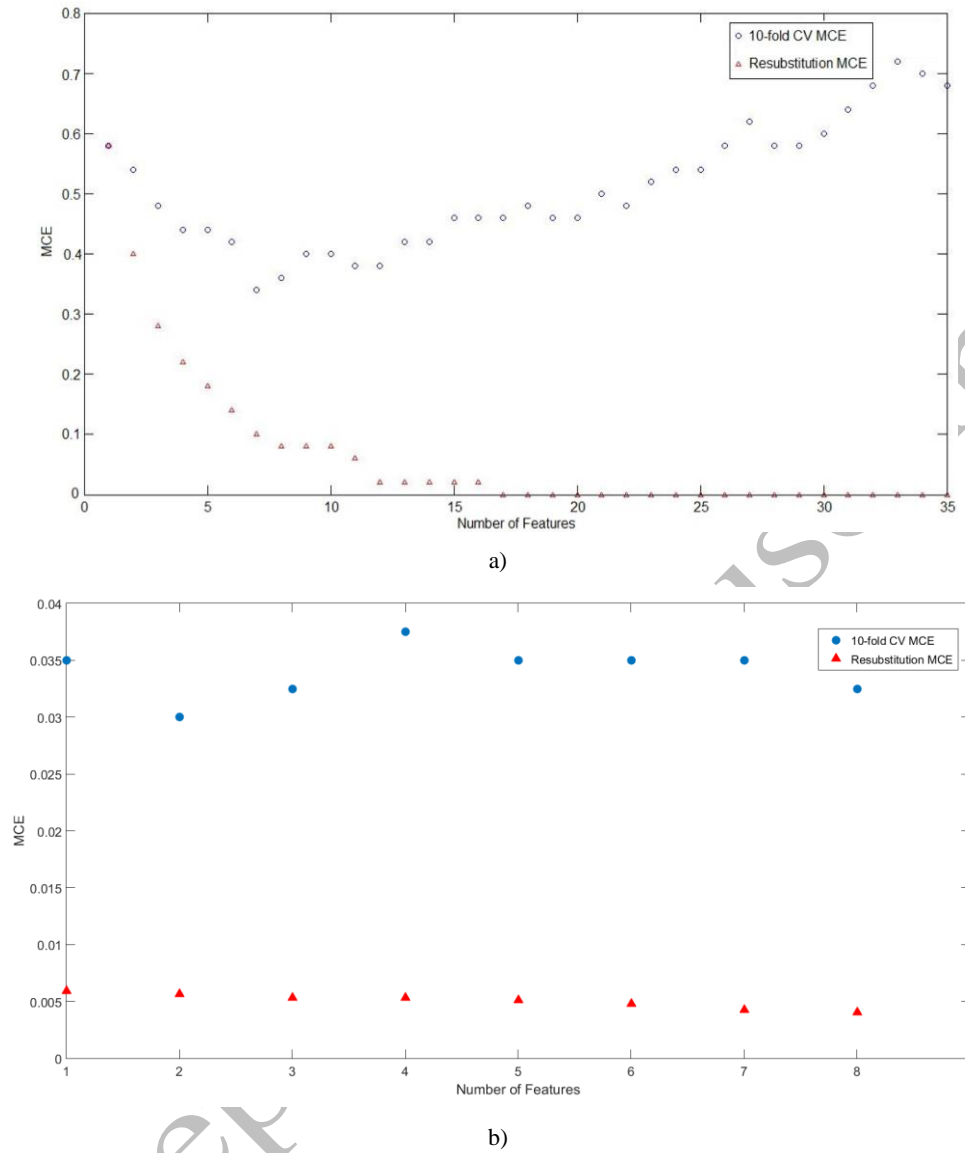 0.8
0.7
0.6
0.5
0.4
0.3
0.2
0.1
0
MCE
10-fold CV MCE
Resubstitution MCE
0 5 10 15 20 25 30 35
Number of Features
a)
0.04
0.035
0.03
0.025
0.02
0.015
0.01
0.005
0
MCE
10-fold CV MCE
Resubstitution MCE
1 2 3 4 5 6 7 8
Number of Features
b)